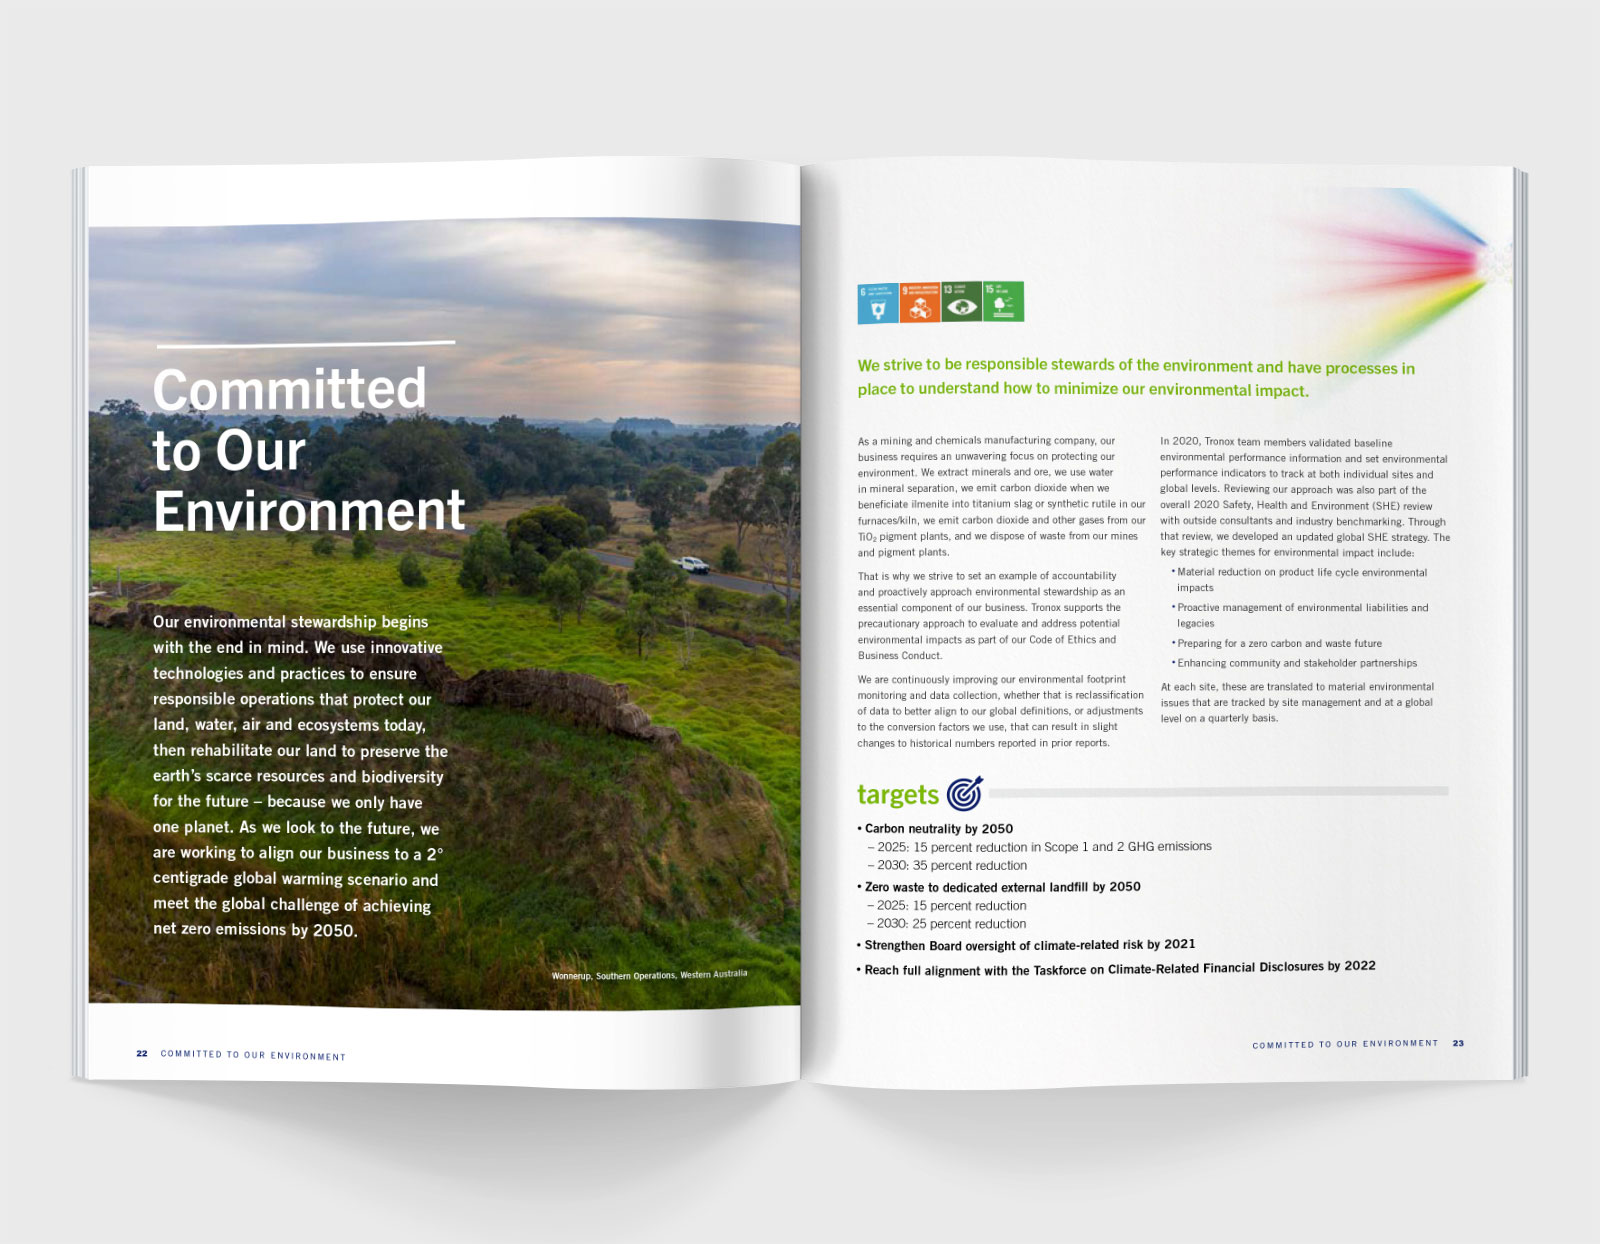 Committed
to Our
Environment
Our environmental stewardship begins
with the end in mind. We use innovative
technologies and practices to ensure
responsible operations that protect our
land, water, air and ecosystems today,
then rehabilitate our land to preserve the
earth's scarce resources and biodiversity
for the future – because we only have
one planet. As we look to the future, we
are working to align our business to a 2°
centigrade global warming scenario and
meet the global challenge of achieving
net zero emissions by 2050.
Wonnerup, Southern Operations, Western Australia
22 COMMITTED TO OUR ENVIRONMENT
6 9 13 15
We strive to be responsible stewards of the environment and have processes in
place to understand how to minimize our environmental impact.
As a mining and chemicals manufacturing company, our
business requires an unwavering focus on protecting our
environment. We extract minerals and ore, we use water
in mineral separation, we emit carbon dioxide when we
beneficiate ilmenite into titanium slag or synthetic rutile in our
furnaces/kiln, we emit carbon dioxide and other gases from our
TiO₂ pigment plants, and we dispose of waste from our mines
and pigment plants.
That is why we strive to set an example of accountability
and proactively approach environmental stewardship as an
essential component of our business. Tronox supports the
precautionary approach to evaluate and address potential
environmental impacts as part of our Code of Ethics and
Business Conduct.
We are continuously improving our environmental footprint
monitoring and data collection, whether that is reclassification
of data to better align to our global definitions, or adjustments
to the conversion factors we use, that can result in slight
changes to historical numbers reported in prior reports.
In 2020, Tronox team members validated baseline
environmental performance information and set environmental
performance indicators to track at both individual sites and
global levels. Reviewing our approach was also part of the
overall 2020 Safety, Health and Environment (SHE) review
with outside consultants and industry benchmarking. Through
that review, we developed an updated global SHE strategy. The
key strategic themes for environmental impact include:
• Material reduction on product life cycle environmental
impacts
• Proactive management of environmental liabilities and
legacies
• Preparing for a zero carbon and waste future
• Enhancing community and stakeholder partnerships
At each site, these are translated to material environmental
issues that are tracked by site management and at a global
level on a quarterly basis.
targets
• Carbon neutrality by 2050
– 2025: 15 percent reduction in Scope 1 and 2 GHG emissions
– 2030: 35 percent reduction
• Zero waste to dedicated external landfill by 2050
– 2025: 15 percent reduction
– 2030: 25 percent reduction
• Strengthen Board oversight of climate-related risk by 2021
• Reach full alignment with the Taskforce on Climate-Related Financial Disclosures by 2022
COMMITTED TO OUR ENVIRONMENT 23